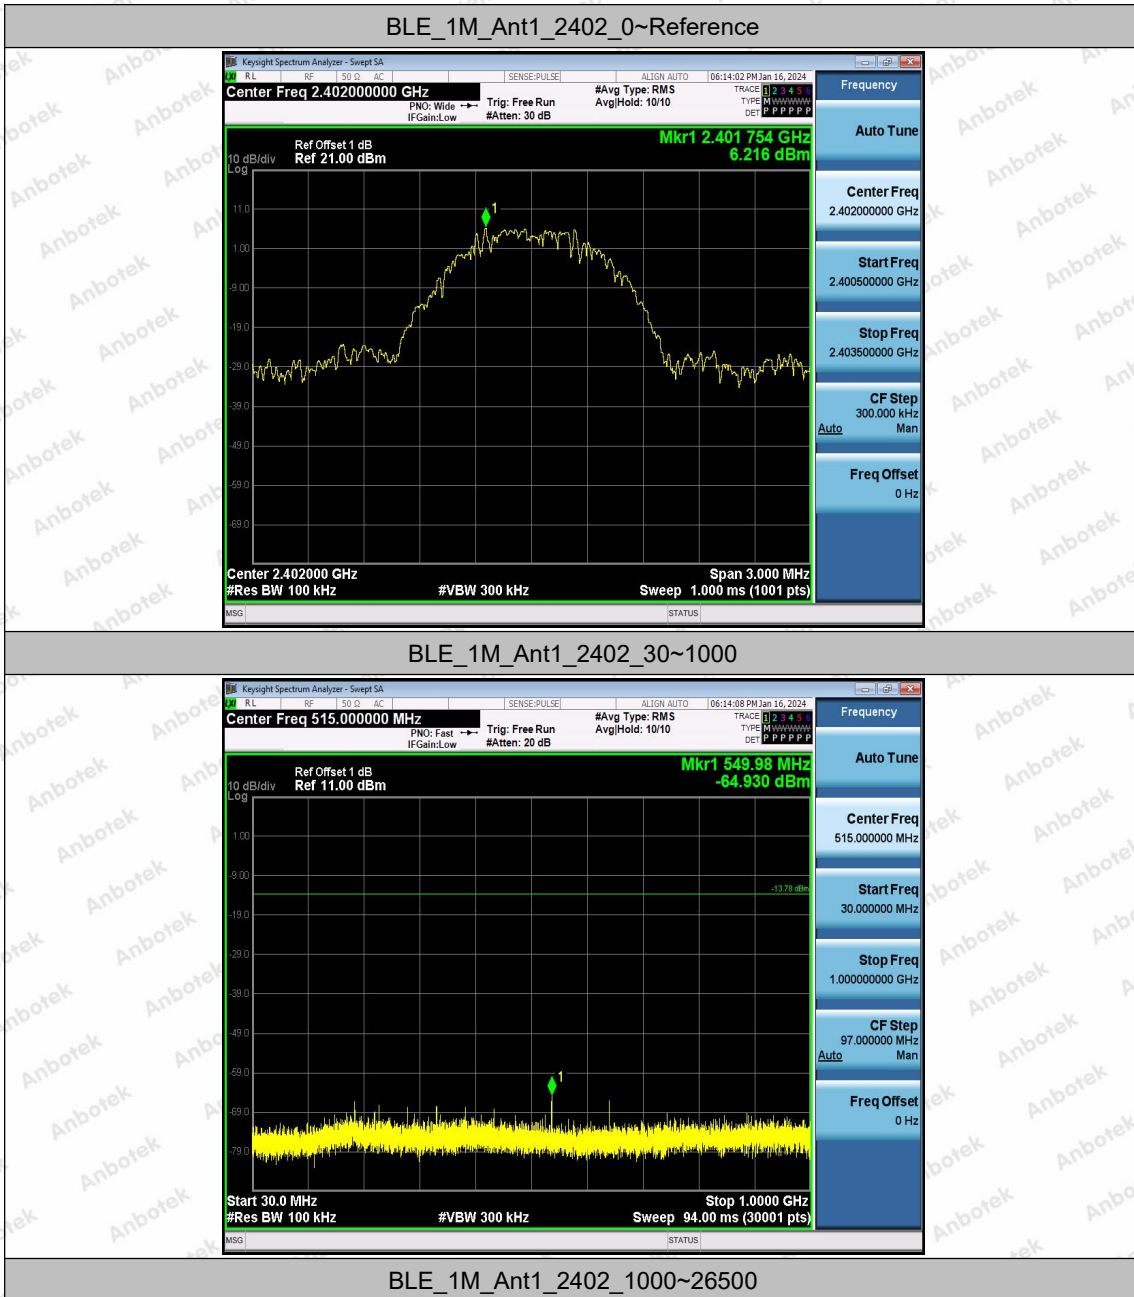 BLE_1M_Ant1_2402_0~Reference
Keysight Spectrum Analyzer - Swept SA
LXI RL RF 50 Ω AC SENSE:PULSE ALIGN AUTO 06:14:02 PM Jan 16, 2024
Center Freq 2.402000000 GHz
PNO: Wide
IFGain:Low
Trig: Free Run
#Atten: 30 dB
#Avg Type: RMS
Avg|Hold: 10/10
TRACE 1 2 3 4 5 6
TYPE M WWWWW
DET P P P P P P
Frequency
Auto Tune
Center Freq
2.402000000 GHz
Start Freq
2.400500000 GHz
Stop Freq
2.403500000 GHz
CF Step
300.000 kHz
Auto Man
Freq Offset
0 Hz
Mkr1 2.401 754 GHz
6.216 dBm
Ref Offset 1 dB
10 dB/div Ref 21.00 dBm
Log
1
11.0
1.00
-9.00
-19.0
-29.0
-39.0
-49.0
-59.0
-69.0
Center 2.402000 GHz Span 3.000 MHz
#Res BW 100 kHz #VBW 300 kHz Sweep 1.000 ms (1001 pts)
MSG STATUS
BLE_1M_Ant1_2402_30~1000
Keysight Spectrum Analyzer - Swept SA
LXI RL RF 50 Ω AC SENSE:PULSE ALIGN AUTO 06:14:08 PM Jan 16, 2024
Center Freq 515.000000 MHz
PNO: Fast
IFGain:Low
Trig: Free Run
#Atten: 20 dB
#Avg Type: RMS
Avg|Hold: 10/10
TRACE 1 2 3 4 5 6
TYPE M WWWWW
DET P P P P P P
Frequency
Auto Tune
Center Freq
515.000000 MHz
Start Freq
30.000000 MHz
Stop Freq
1.000000000 GHz
CF Step
97.000000 MHz
Auto Man
Freq Offset
0 Hz
Mkr1 549.98 MHz
-64.930 dBm
Ref Offset 1 dB
10 dB/div Ref 11.00 dBm
Log
1.00
-9.00
-13.78 dBm
-19.0
-29.0
-39.0
-49.0
-59.0
1
-69.0
-79.0
Start 30.0 MHz Stop 1.0000 GHz
#Res BW 100 kHz #VBW 300 kHz Sweep 94.00 ms (30001 pts)
MSG STATUS
BLE_1M_Ant1_2402_1000~26500
Anbotek